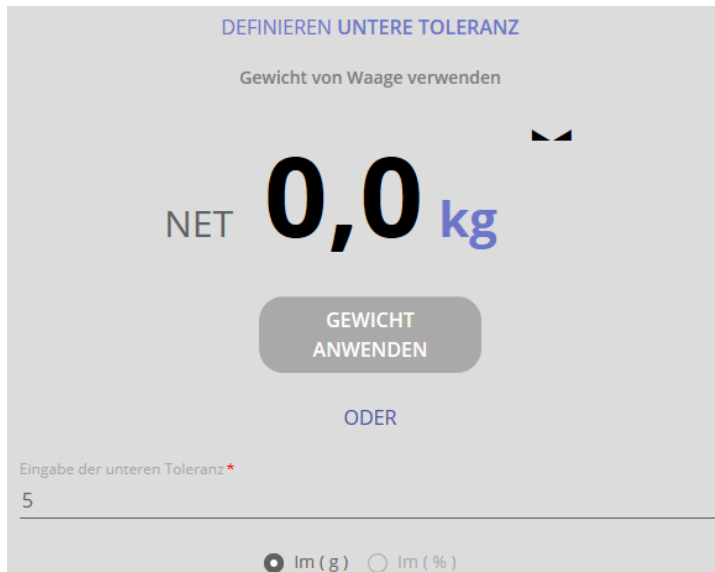 DEFINIEREN UNTERE TOLERANZ
Gewicht von Waage verwenden
NET 0,0 kg
GEWICHT
ANWENDEN
ODER
Eingabe der unteren Toleranz *
5
Im ( g ) Im ( % )